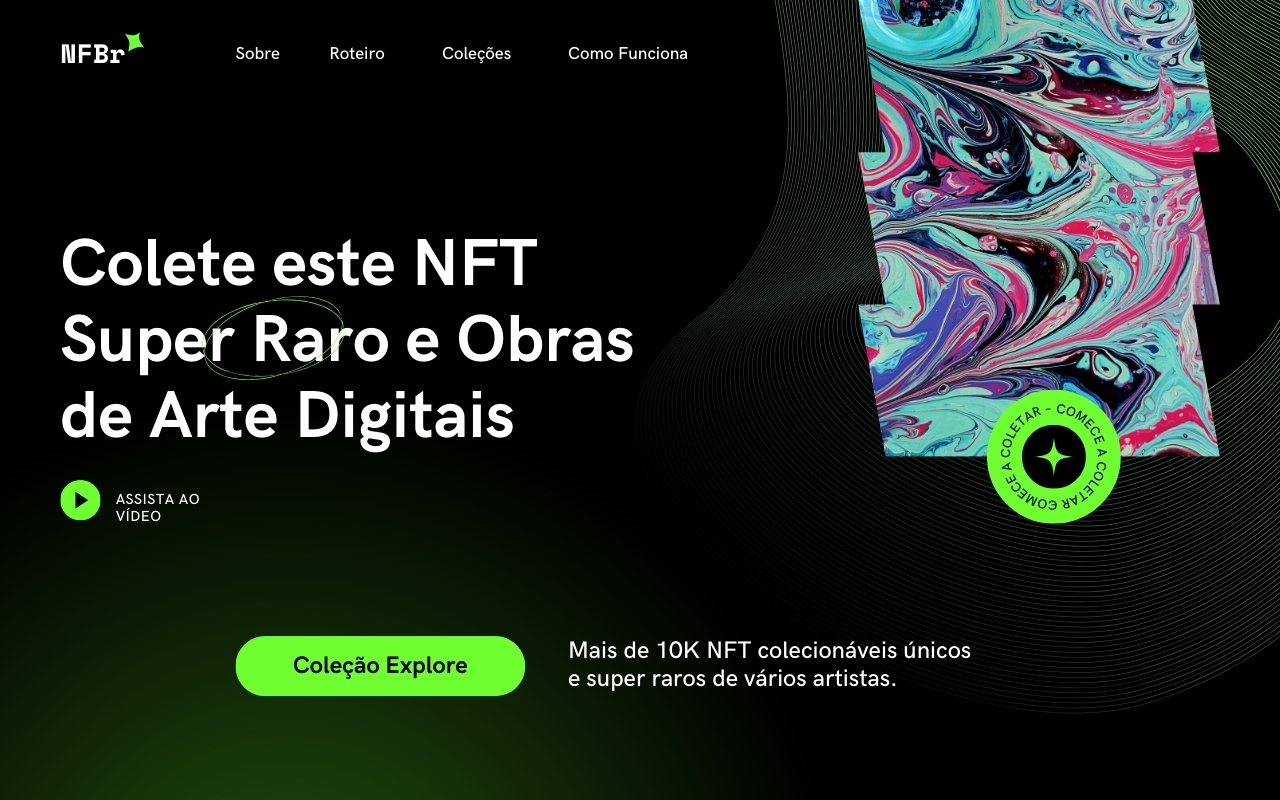 NFBr
Sobre Roteiro Coleções Como Funciona
Colete este NFT
Super Raro e Obras
de Arte Digitais
ASSISTA AO
VÍDEO
COMECE A COLETAR COMECE A COLETAR -
Coleção Explore
Mais de 10K NFT colecionáveis únicos
e super raros de vários artistas.